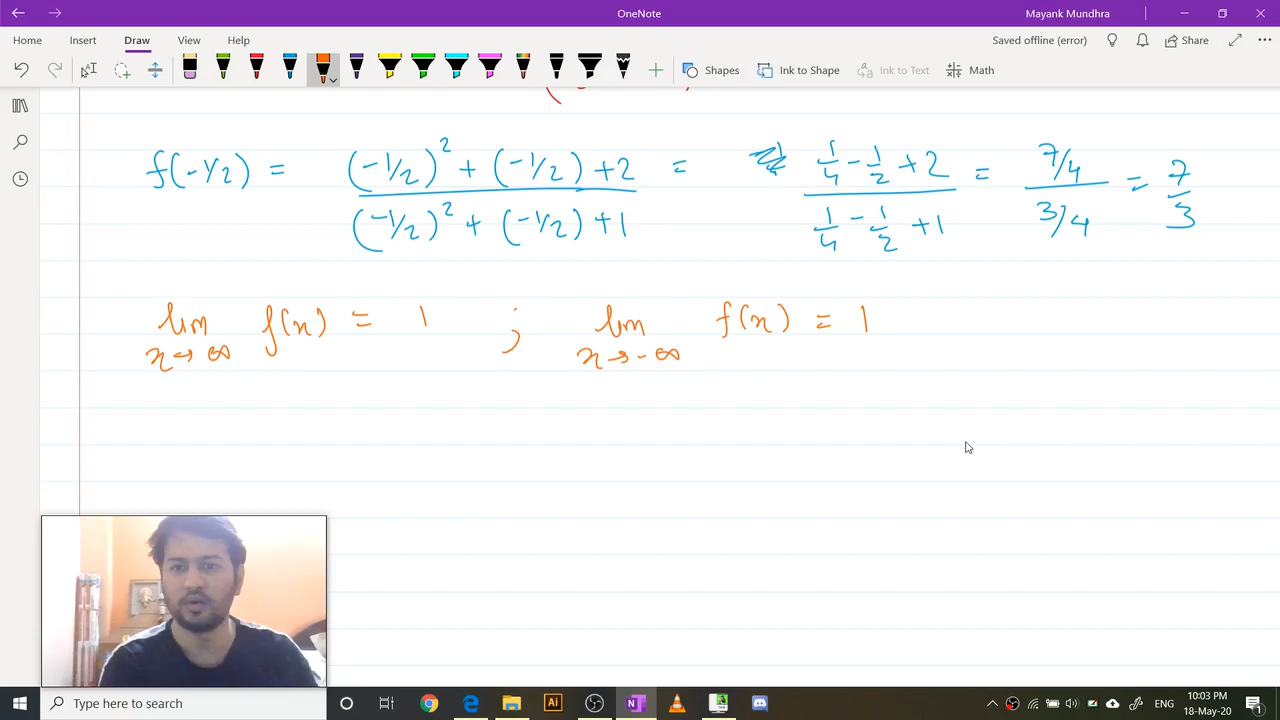 OneNote
Mayank Mundhra
Home Insert Draw View Help
Saved offline (error) Share
Shapes Ink to Shape Ink to Text Math
f(-1/2) = (-1/2)² + (-1/2) + 2 / (-1/2)² + (-1/2) + 1 = 1/4 - 1/2 + 2 / 1/4 - 1/2 + 1 = 7/4 / 3/4 = 7/3
lim x→∞ f(x) = 1 ; lim x→-∞ f(x) = 1
Type here to search
Ai
N
ENG
10:03 PM
18-May-20
1